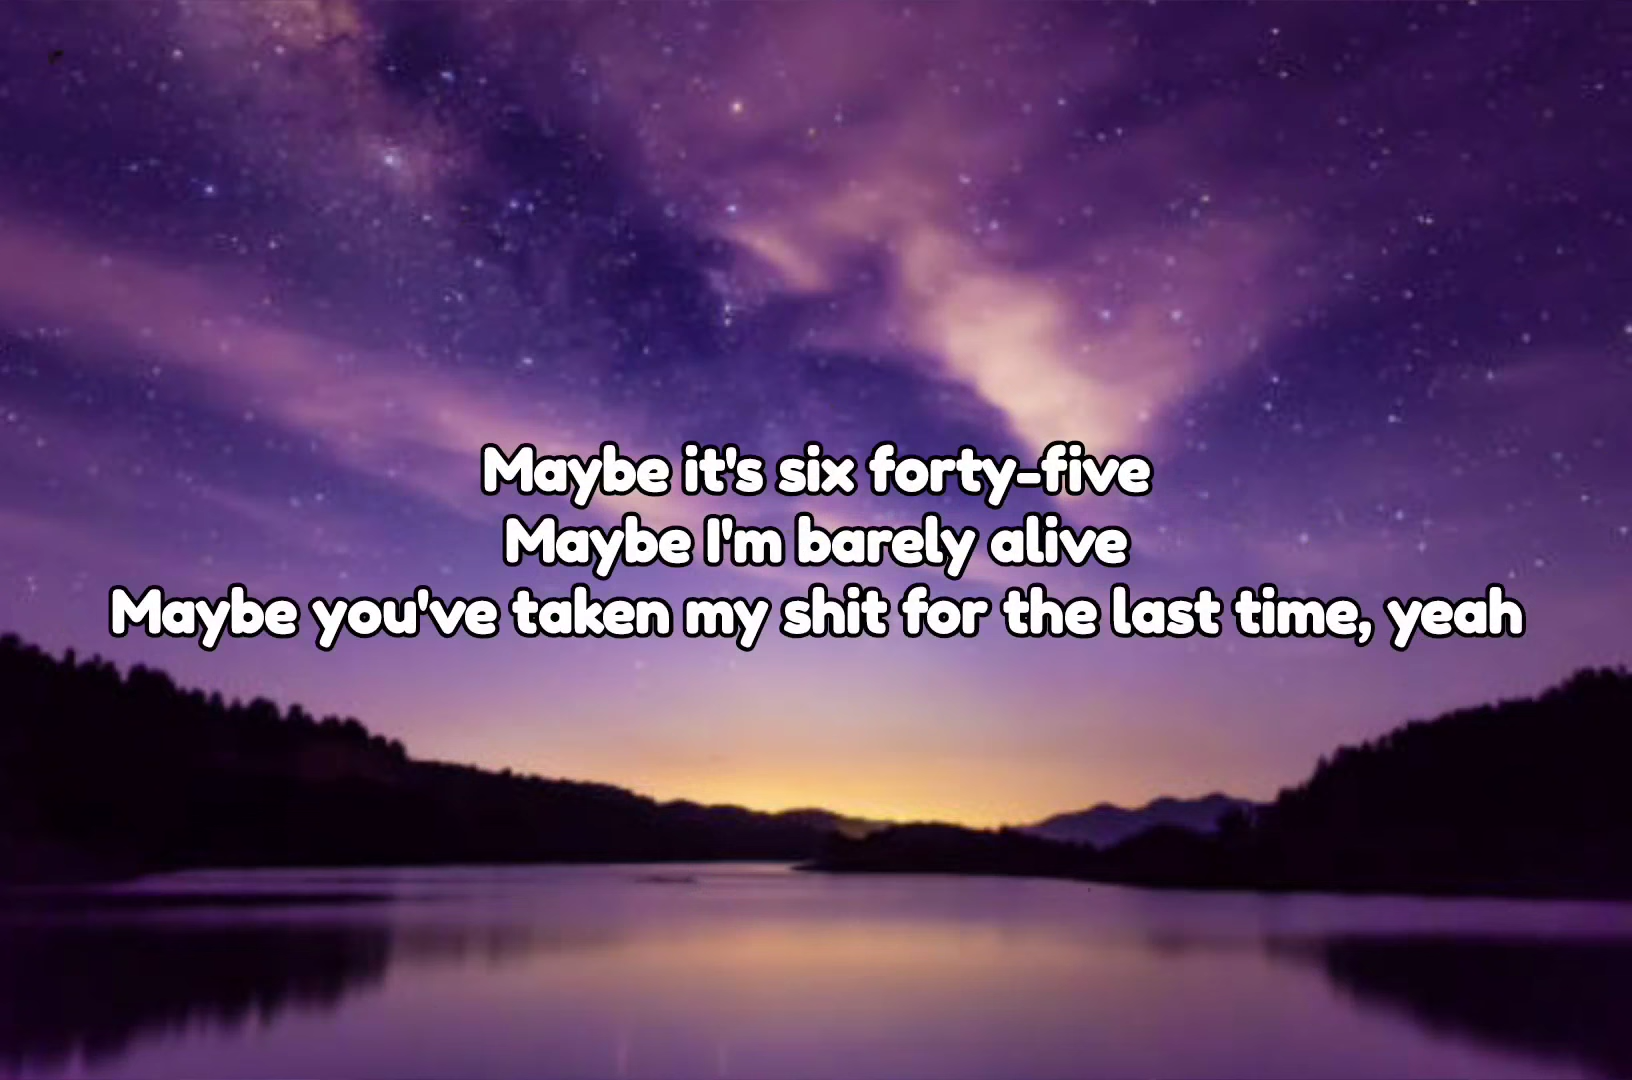 Maybe it's six forty-five
Maybe I'm barely alive
Maybe you've taken my shit for the last time, yeah